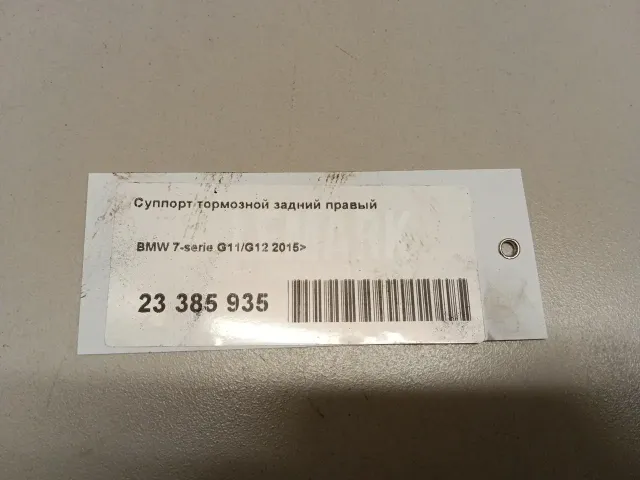 Суппорт тормозной задний правый
BMW 7-serie G11/G12 2015>
23 385 935